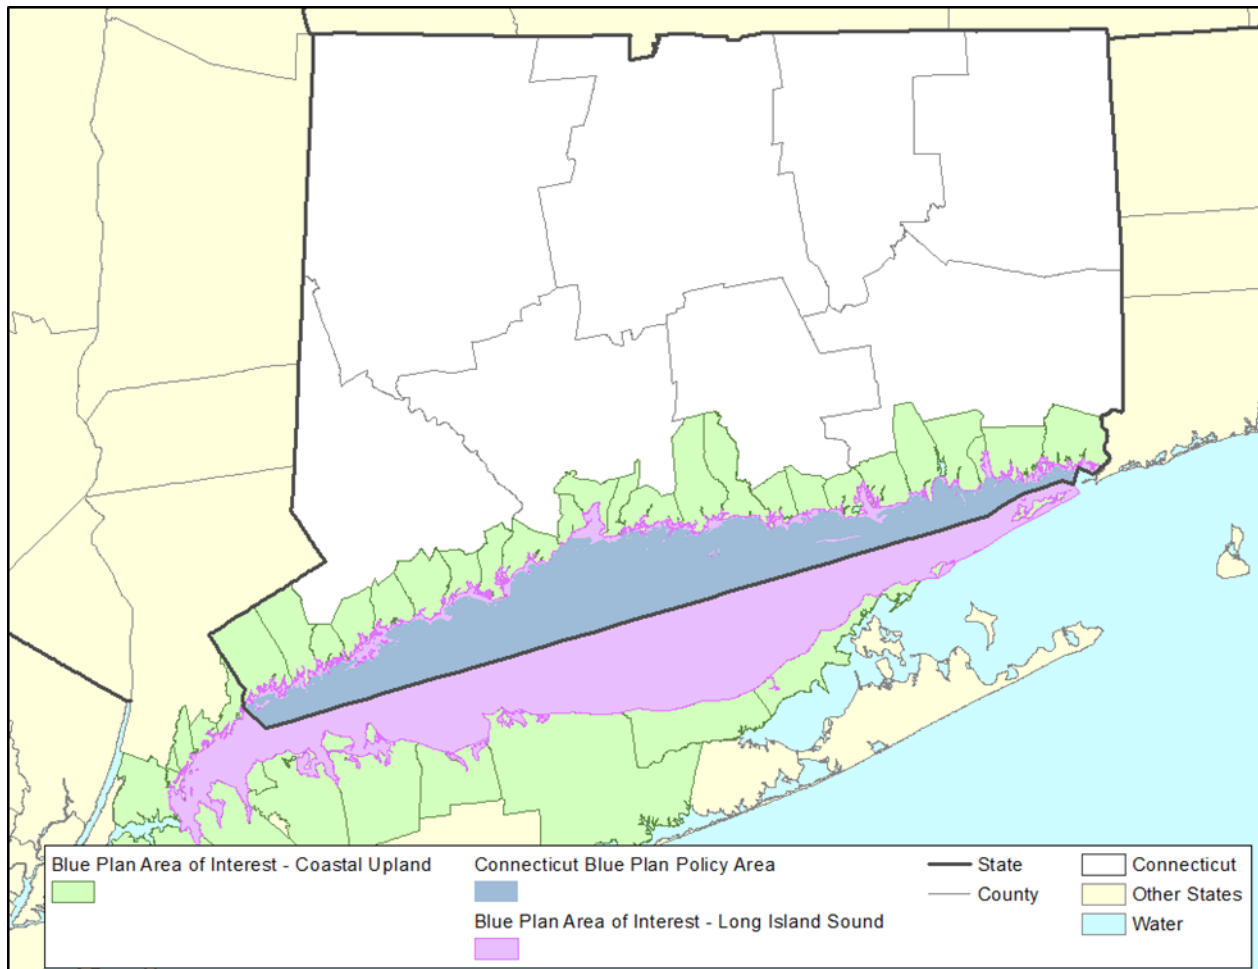 Blue Plan Area of Interest - Coastal Upland
Connecticut Blue Plan Policy Area
Blue Plan Area of Interest - Long Island Sound
State
County
Connecticut
Other States
Water